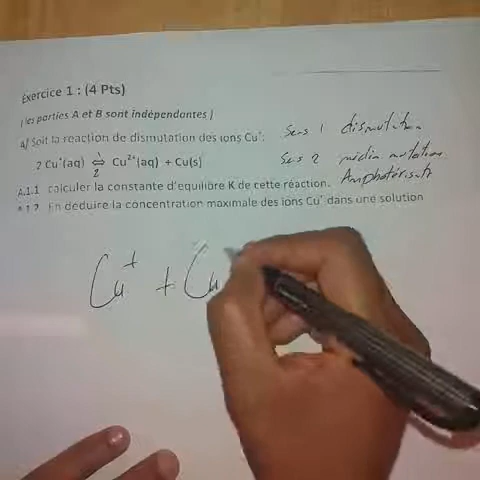 Exercice 1 : (4 Pts)
(les parties A et B sont indépendantes)
A/ Soit la reaction de dismutation des ions Cu⁺:
Sens 1 dismutation
2 Cu⁺(aq) ⇔ Cu²⁺(aq) + Cu(s)
2
Sens 2
Amphotérisation
A.1.1 calculer la constante d'équilibre K de cette réaction.
A.1.2 En déduire la concentration maximale des ions Cu⁺ dans une solution
Cu⁺ + Cu